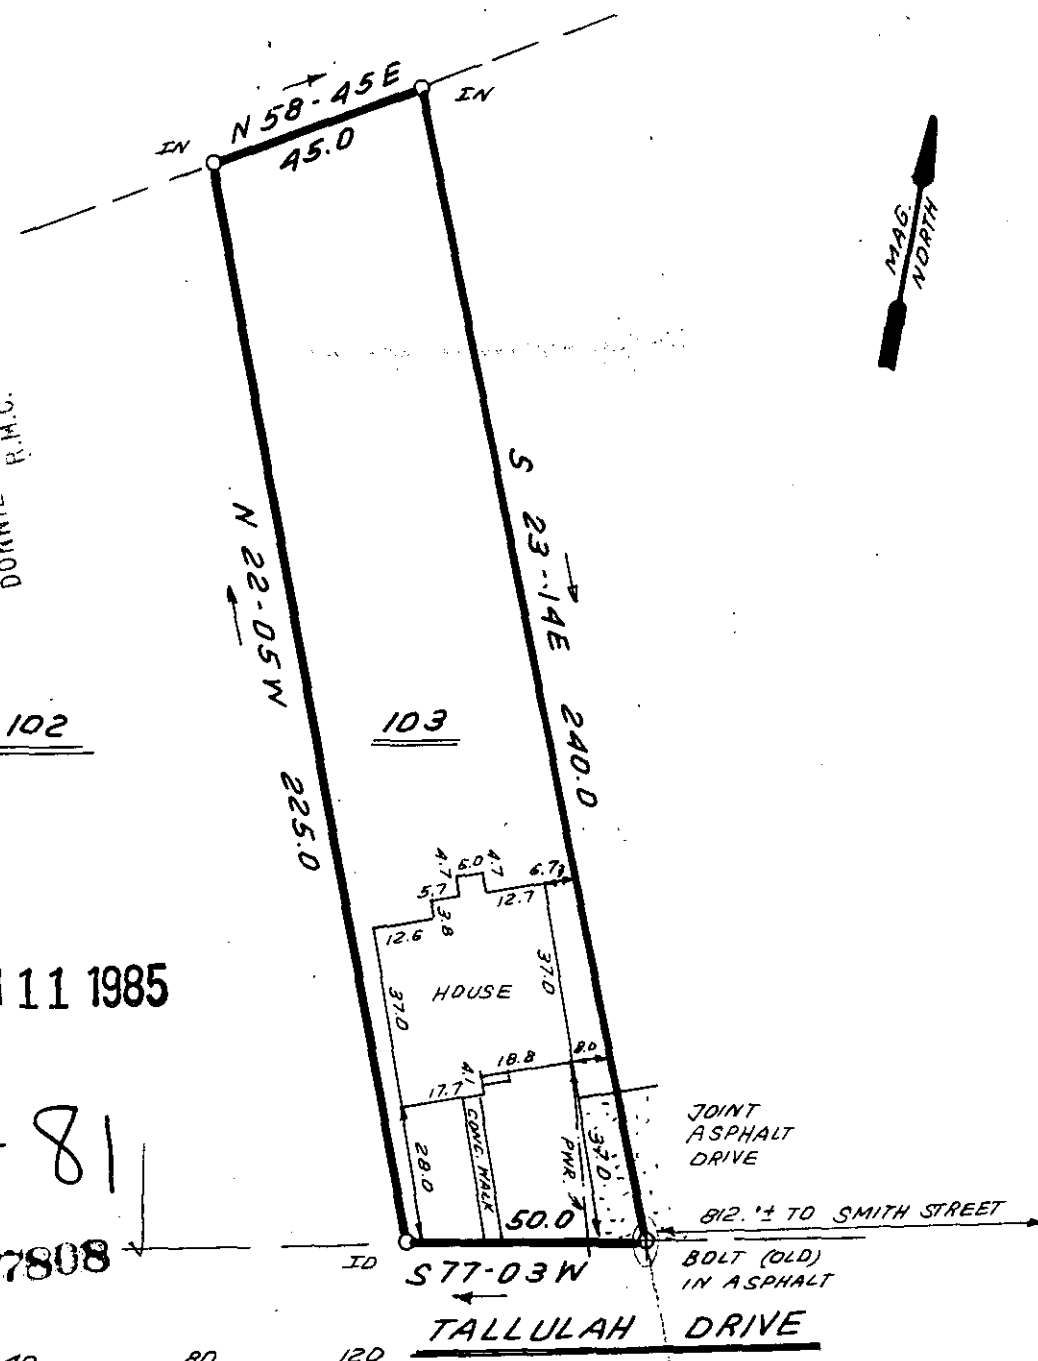 N 58-45 E
45.0
IN
IN
MAG.
NORTH
R.M.C.
S 23-14E 240.0
N 22-05 W 225.0
102
103
4.7
6.0
4.7
5.7
3.8
12.7
6.7
12.6
37.0
HOUSE
37.0
11 1985
18.8
8.0
4.1
17.7
CONC. WALK
PWR.
28.0
37.0
JOINT
ASPHALT
DRIVE
81
50.0
812.'± TO SMITH STREET
7808
IO
S 77-03 W
BOLT (OLD)
IN ASPHALT
TALLULAH DRIVE
80
120